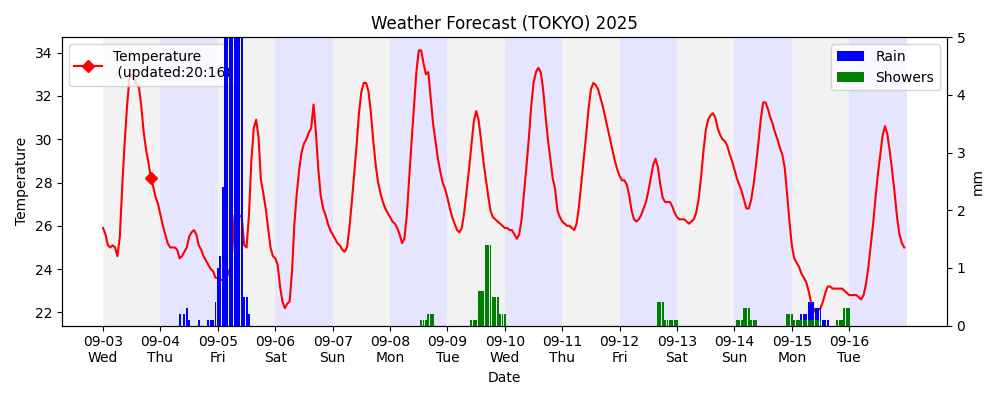 Weather Forecast (TOKYO) 2025
Temperature
(updated:20:16)
Rain
Showers
34
32
30
28
26
24
22
Temperature
5
4
3
2
1
0
mm
09-03 09-04 09-05 09-06 09-07 09-08 09-09 09-10 09-11 09-12 09-13 09-14 09-15 09-16
Wed Thu Fri Sat Sun Mon Tue Wed Thu Fri Sat Sun Mon Tue
Date